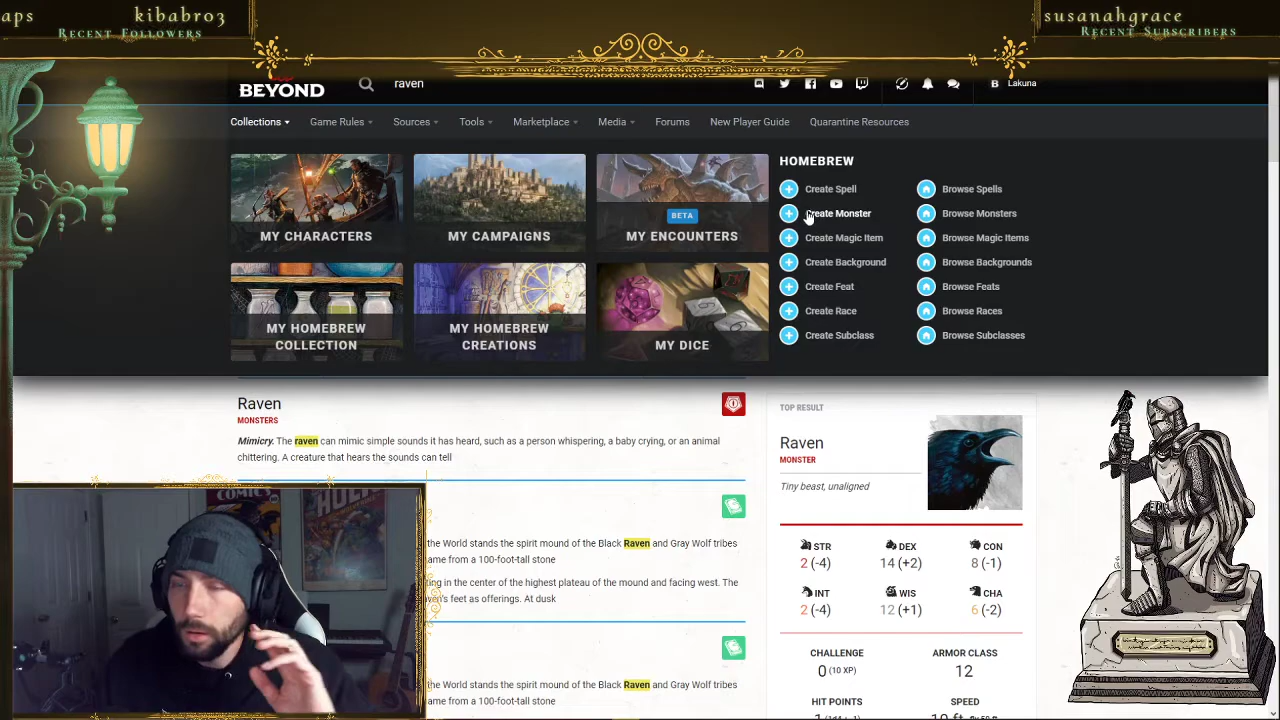 aps kibabro3
Recent Followers
susanahgrace
Recent Subscribers
BEYOND
raven
B Lakuna
Collections Game Rules Sources Tools Marketplace Media Forums New Player Guide Quarantine Resources
MY CHARACTERS
MY CAMPAIGNS
BETA
MY ENCOUNTERS
MY HOMEBREW
COLLECTION
MY HOMEBREW
CREATIONS
MY DICE
HOMEBREW
Create Spell
Browse Spells
Create Monster
Browse Monsters
Create Magic Item
Browse Magic Items
Create Background
Browse Backgrounds
Create Feat
Browse Feats
Create Race
Browse Races
Create Subclass
Browse Subclasses
Raven
MONSTERS
Mimicry. The raven can mimic simple sounds it has heard, such as a person whispering, a baby crying, or an animal
chittering. A creature that hears the sounds can tell
the World stands the spirit mound of the Black Raven and Gray Wolf tribes
ame from a 100-foot-tall stone
ing in the center of the highest plateau of the mound and facing west. The
ven's feet as offerings. At dusk
the World stands the spirit mound of the Black Raven and Gray Wolf tribes
ame from a 100-foot-tall stone
TOP RESULT
Raven
MONSTER
Tiny beast, unaligned
STR DEX CON
2 (-4) 14 (+2) 8 (-1)
INT WIS CHA
2 (-4) 12 (+1) 6 (-2)
CHALLENGE ARMOR CLASS
0 (10 XP) 12
HIT POINTS SPEED
COMICS
HULK